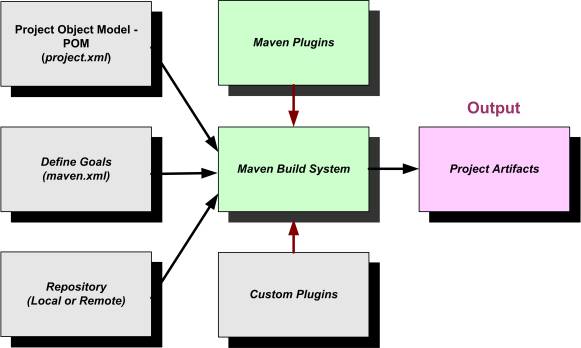 Project Object Model -
POM
(project.xml)
Maven Plugins
Output
Define Goals
(maven.xml)
Maven Build System
Project Artifacts
Repository
(Local or Remote)
Custom Plugins